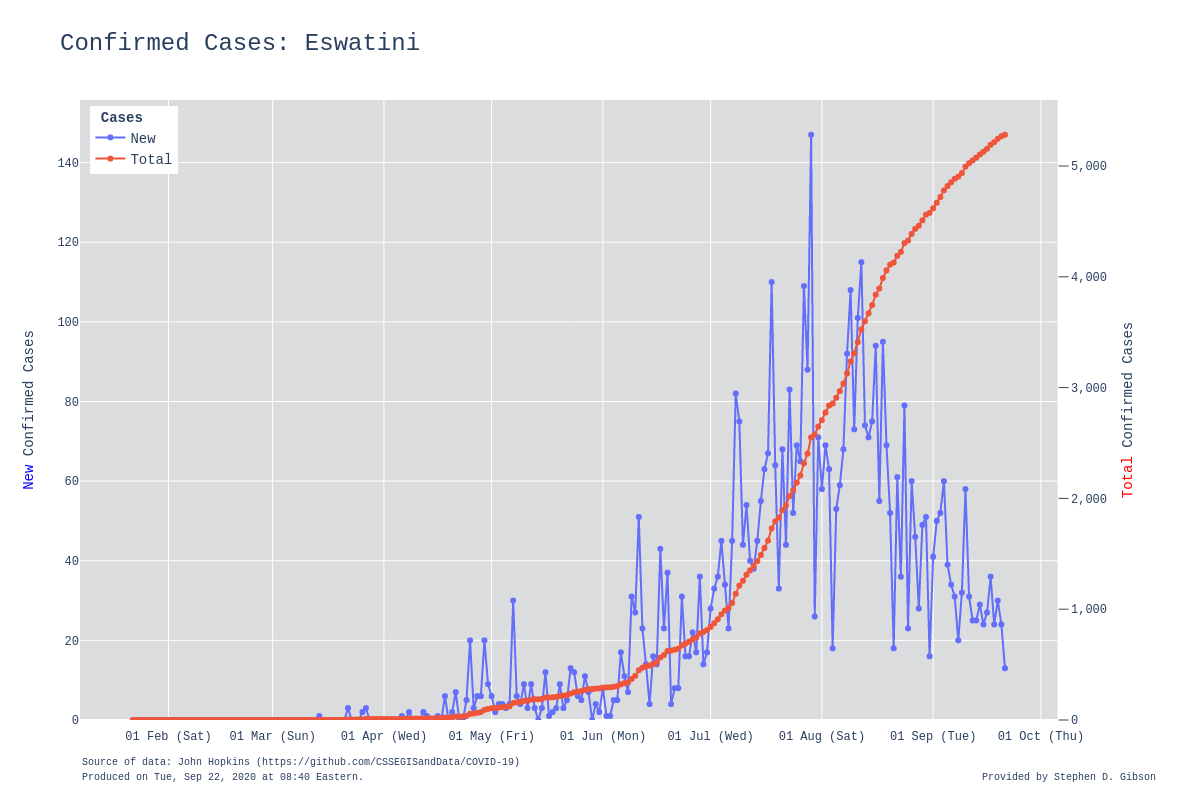 Confirmed Cases: Eswatini
Cases
New
Total
140
120
100
80
60
40
20
0
5,000
4,000
3,000
2,000
1,000
0
New Confirmed Cases
Total Confirmed Cases
01 Feb (Sat) 01 Mar (Sun) 01 Apr (Wed) 01 May (Fri) 01 Jun (Mon) 01 Jul (Wed) 01 Aug (Sat) 01 Sep (Tue) 01 Oct (Thu)
Source of data: John Hopkins (https://github.com/CSSEGISandData/COVID-19)
Produced on Tue, Sep 22, 2020 at 08:40 Eastern.
Provided by Stephen D. Gibson